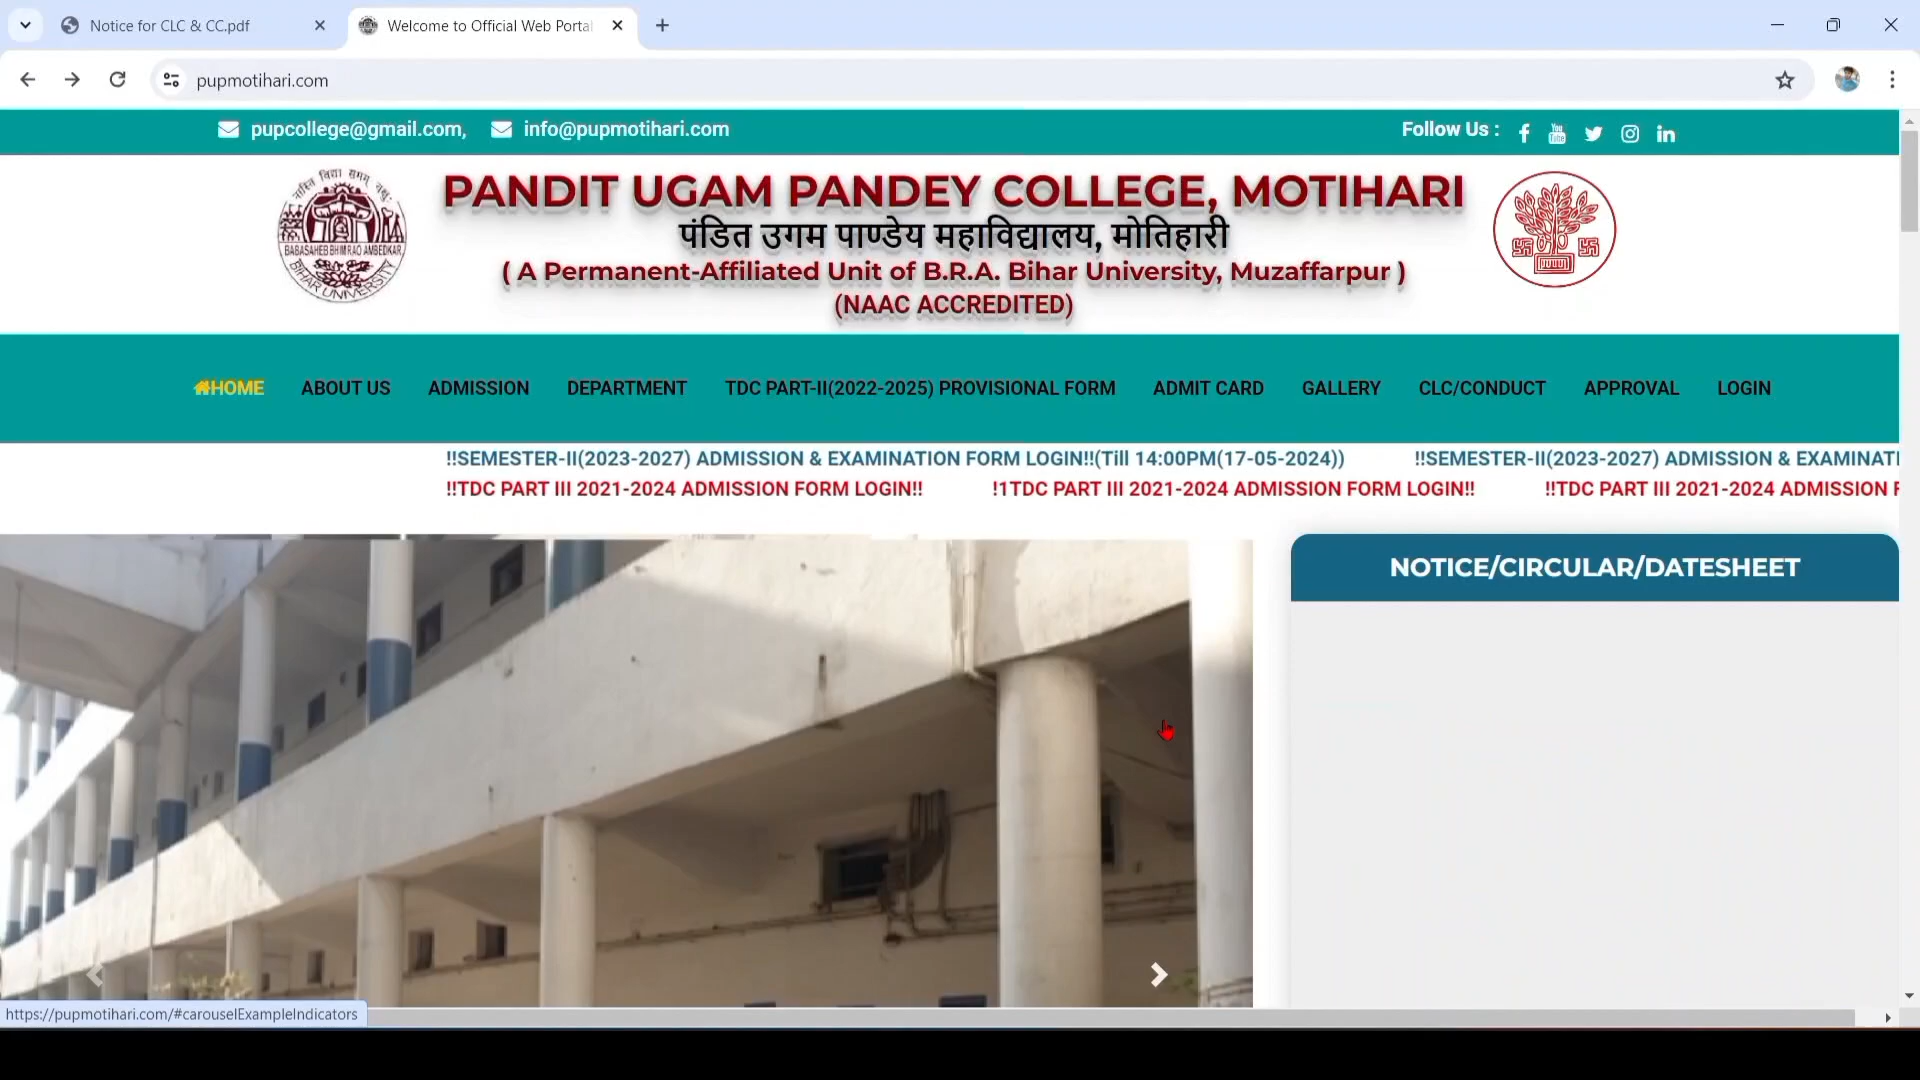 Notice for CLC & CC.pdf
Welcome to Official Web Portal
pupmotihari.com
pupcollege@gmail.com, info@pupmotihari.com
Follow Us :
PANDIT UGAM PANDEY COLLEGE, MOTIHARI
पंडित उगम पाण्डेय महाविद्यालय, मोतिहारी
( A Permanent-Affiliated Unit of B.R.A. Bihar University, Muzaffarpur )
(NAAC ACCREDITED)
BABASAHEB BHIMRAO AMBEDKAR
BIHAR UNIVERSITY
HOME ABOUT US ADMISSION DEPARTMENT TDC PART-II(2022-2025) PROVISIONAL FORM ADMIT CARD GALLERY CLC/CONDUCT APPROVAL LOGIN
!!SEMESTER-II(2023-2027) ADMISSION & EXAMINATION FORM LOGIN!!(Till 14:00PM(17-05-2024)) !!SEMESTER-II(2023-2027) ADMISSION & EXAMINATI
!!TDC PART III 2021-2024 ADMISSION FORM LOGIN!! !1TDC PART III 2021-2024 ADMISSION FORM LOGIN!! !!TDC PART III 2021-2024 ADMISSION F
NOTICE/CIRCULAR/DATESHEET
https://pupmotihari.com/#carouselExampleIndicators